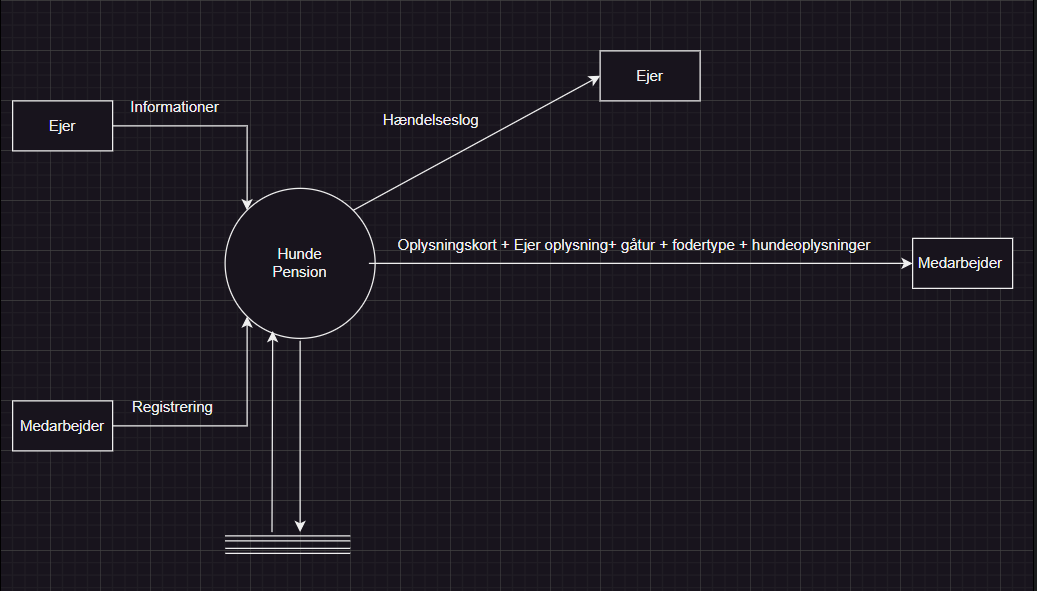 Ejer
Informationer
Ejer
Hændelseslog
Hunde
Pension
Oplysningskort + Ejer oplysning+ gåtur + fodertype + hundeoplysninger
Medarbejder
Medarbejder
Registrering